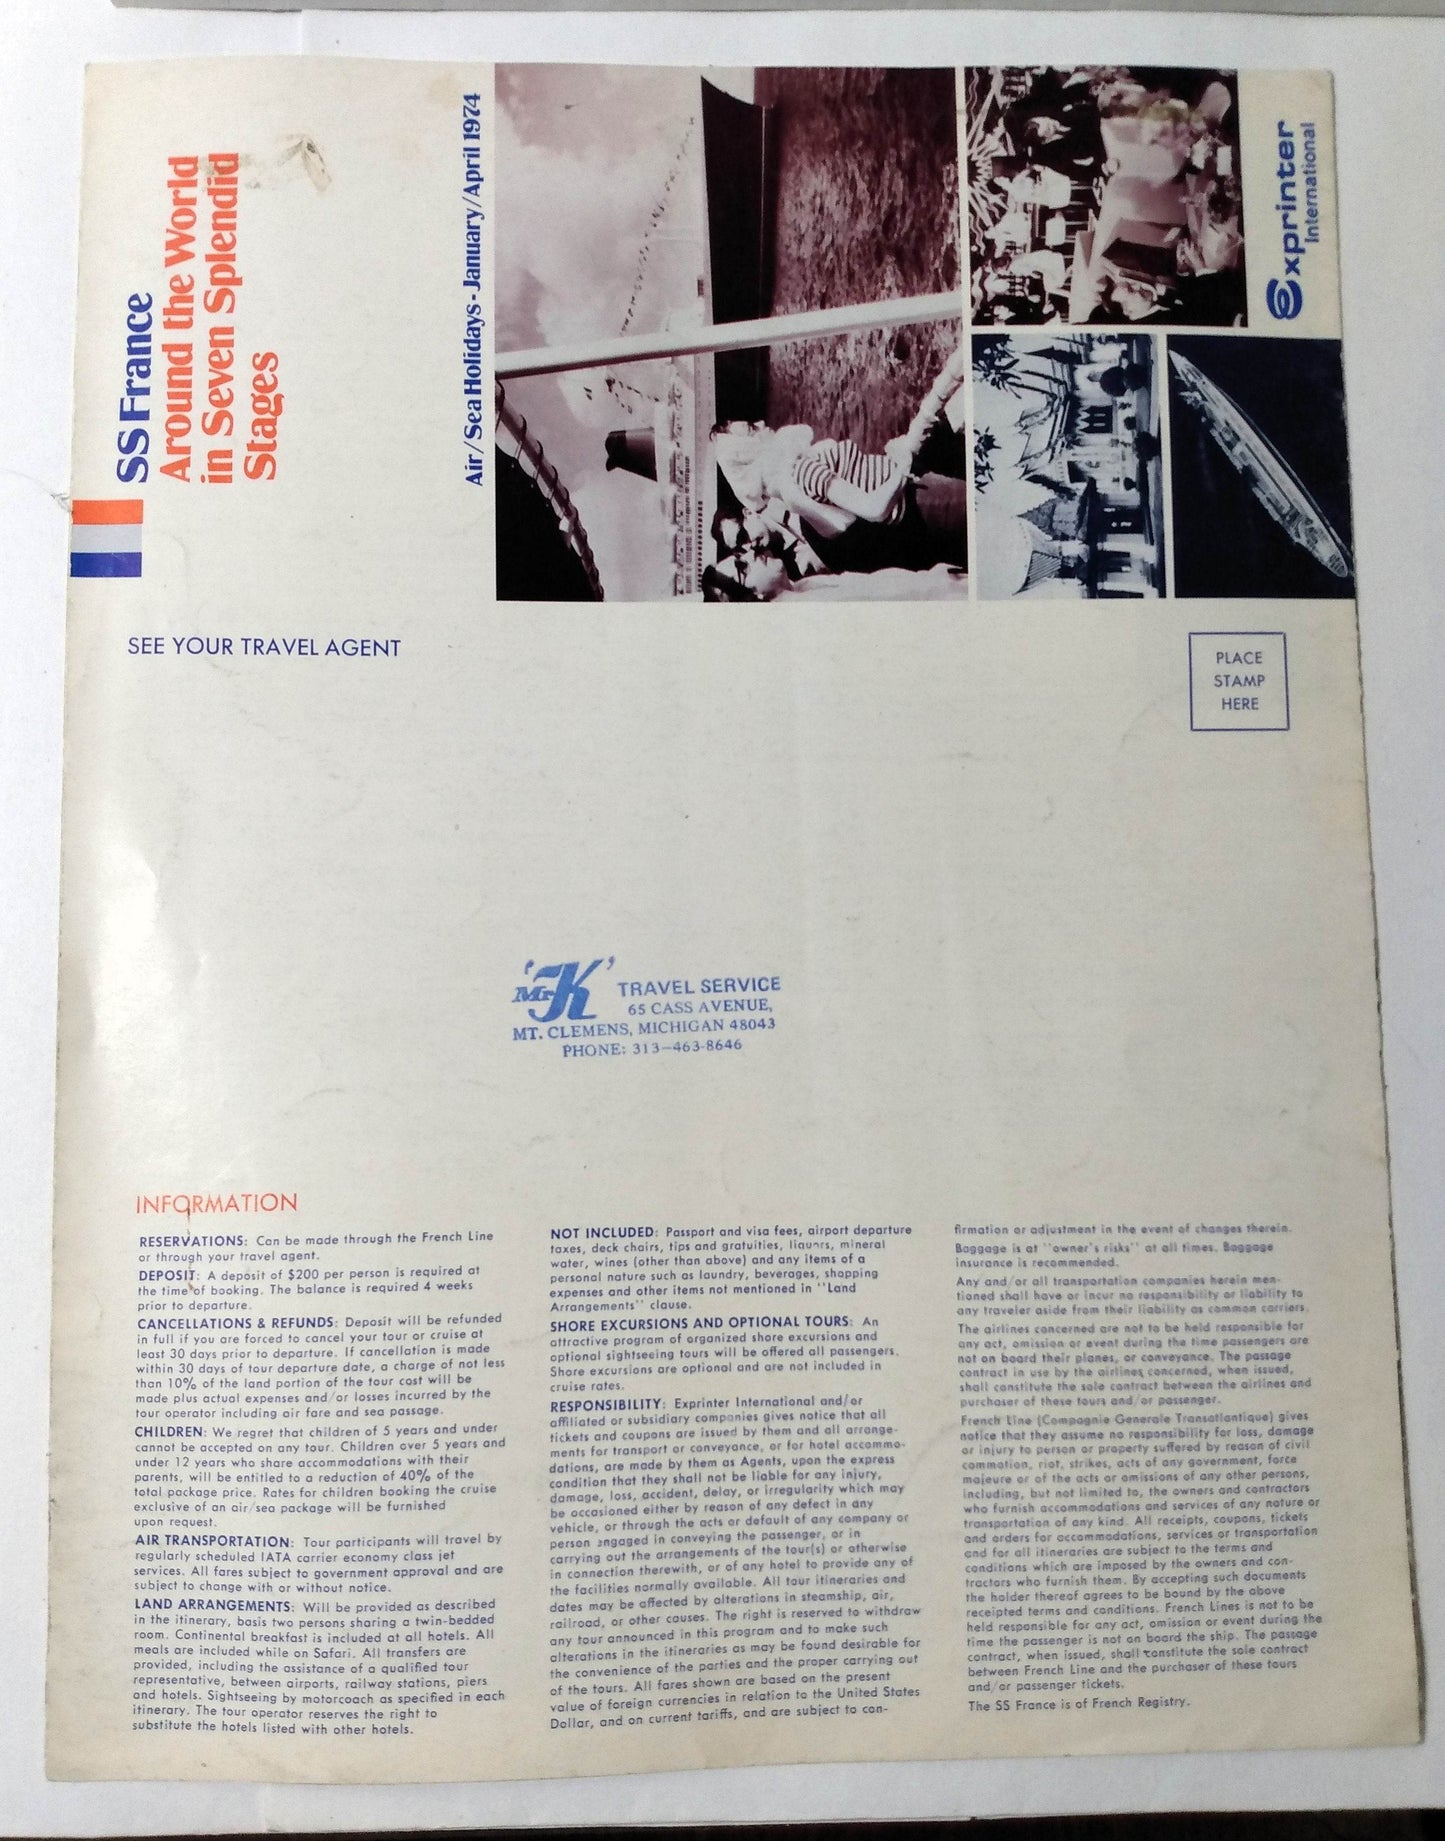 SS France
Around the World
in Seven Splendid
Stages
Air/Sea Holidays - January/April 1974
exprinter
International
SEE YOUR TRAVEL AGENT
PLACE
STAMP
HERE
'Mr K' TRAVEL SERVICE
65 CASS AVENUE,
MT. CLEMENS, MICHIGAN 48043
PHONE: 313-463-8646
INFORMATION
RESERVATIONS: Can be made through the French Line
or through your travel agent.
DEPOSIT: A deposit of $200 per person is required at
the time of booking. The balance is required 4 weeks
prior to departure.
CANCELLATIONS & REFUNDS: Deposit will be refunded
in full if you are forced to cancel your tour or cruise at
least 30 days prior to departure. If cancellation is made
within 30 days of tour departure date, a charge of not less
than 10% of the land portion of the tour cost will be
made plus actual expenses and/or losses incurred by the
tour operator including air fare and sea passage.
CHILDREN: We regret that children of 5 years and under
cannot be accepted on any tour. Children over 5 years and
under 12 years who share accommodations with their
parents, will be entitled to a reduction of 40% of the
total package price. Rates for children booking the cruise
exclusive of an air/sea package will be furnished
upon request.
AIR TRANSPORTATION: Tour participants will travel by
regularly scheduled IATA carrier economy class jet
services. All fares subject to government approval and are
subject to change with or without notice.
LAND ARRANGEMENTS: Will be provided as described
in the itinerary, basis two persons sharing a twin-bedded
room. Continental breakfast is included at all hotels. All
meals are included while on Safari. All transfers are
provided, including the assistance of a qualified tour
representative, between airports, railway stations, piers
and hotels. Sightseeing by motorcoach as specified in each
itinerary. The tour operator reserves the right to
substitute the hotels listed with other hotels.
NOT INCLUDED: Passport and visa fees, airport departure
taxes, deck chairs, tips and gratuities, liquors, mineral
water, wines (other than above) and any items of a
personal nature such as laundry, beverages, shopping
expenses and other items not mentioned in "Land
Arrangements" clause.
SHORE EXCURSIONS AND OPTIONAL TOURS: An
attractive program of organized shore excursions and
optional sightseeing tours will be offered all passengers.
Shore excursions are optional and are not included in
cruise rates.
RESPONSIBILITY: Exprinter International and/or
affiliated or subsidiary companies gives notice that all
tickets and coupons are issued by them and all arrange-
ments for transport or conveyance, or for hotel accommo-
dations, are made by them as Agents, upon the express
condition that they shall not be liable for any injury,
damage, loss, accident, delay, or irregularity which may
be occasioned either by reason of any defect in any
vehicle, or through the acts or default of any company or
person engaged in conveying the passenger, or in
carrying out the arrangements of the tour(s) or otherwise
in connection therewith, or of any hotel to provide any of
the facilities normally available. All tour itineraries and
dates may be affected by alterations in steamship, air,
railroad, or other causes. The right is reserved to withdraw
any tour announced in this program and to make such
alterations in the itineraries as may be found desirable for
the convenience of the parties and the proper carrying out
of the tours. All fares shown are based on the present
value of foreign currencies in relation to the United States
Dollar, and on current tariffs, and are subject to con-
firmation or adjustment in the event of changes therein.
Baggage is at "owner's risks" at all times. Baggage
insurance is recommended.
Any and/or all transportation companies herein men-
tioned shall have or incur no responsibility or liability to
any traveler aside from their liability as common carriers.
The airlines concerned are not to be held responsible for
any act, omission or event during the time passengers are
not on board their planes, or conveyance. The passage
contract in use by the airlines concerned, when issued,
shall constitute the sole contract between the airlines and
purchaser of these tours and/or passenger.
French Line (Compagnie Generale Transatlantique) gives
notice that they assume no responsibility for loss, damage
or injury to person or property suffered by reason of civil
commotion, riot, strikes, acts of any government, force
majeure or of the acts or omissions of any other persons,
including, but not limited to, the owners and contractors
who furnish accommodations and services of any nature or
transportation of any kind. All receipts, coupons, tickets
and orders for accommodations, services or transportation
and for all itineraries are subject to the terms and
conditions which are imposed by the owners and con-
tractors who furnish them. By accepting such documents
the holder thereof agrees to be bound by the above
receipted terms and conditions. French Lines is not to be
held responsible for any act, omission or event during the
time the passenger is not on board the ship. The passage
contract, when issued, shall constitute the sole contract
between French Line and the purchaser of these tours
and/or passenger tickets.
The SS France is of French Registry.